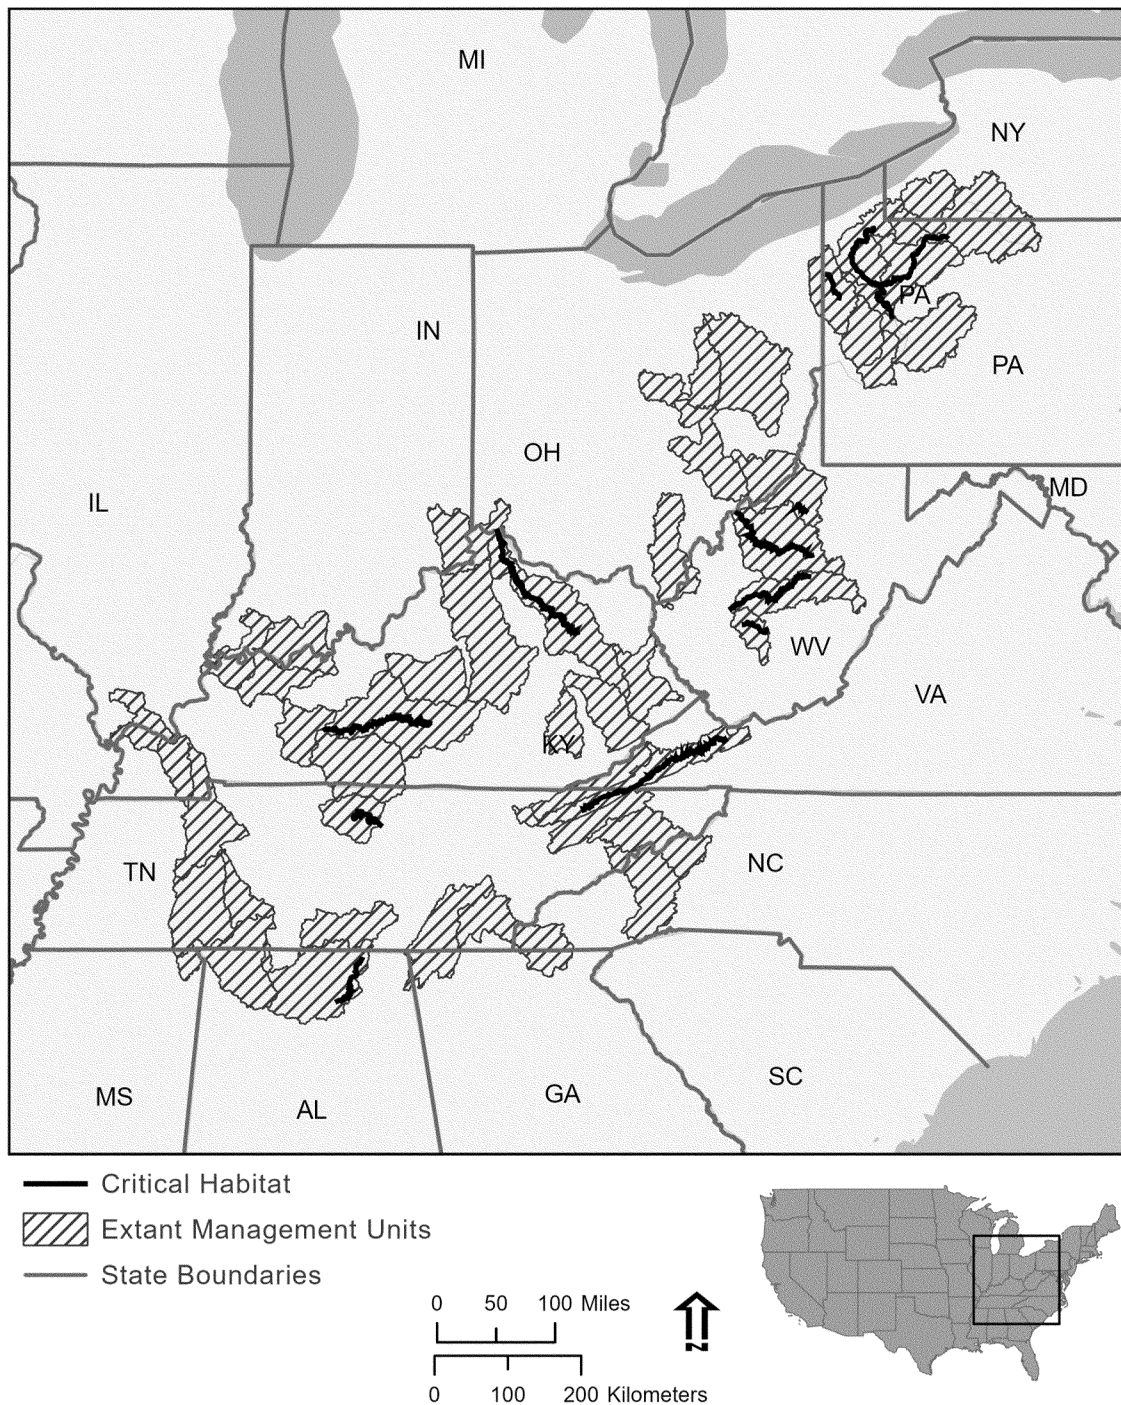 MI
NY
PA
IN
PA
OH
IL
MD
WV
VA
KY
TN
NC
MS
AL
GA
SC
Critical Habitat
Extant Management Units
State Boundaries
0 50 100 Miles
0 100 200 Kilometers
N